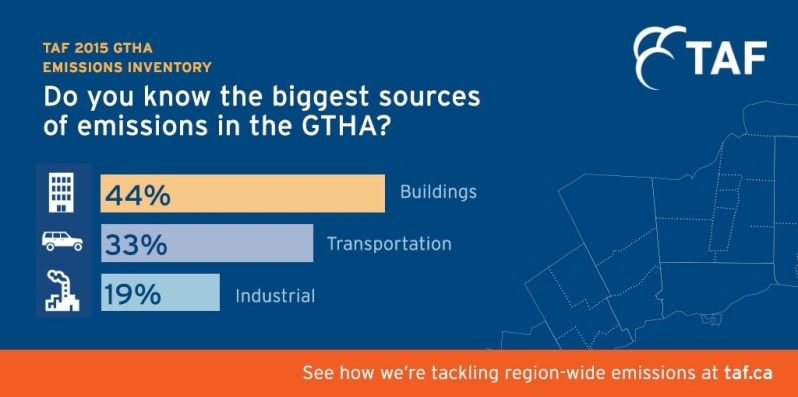 TAF 2015 GTHA
EMISSIONS INVENTORY
TAF
Do you know the biggest sources
of emissions in the GTHA?
44% Buildings
33% Transportation
19% Industrial
See how we're tackling region-wide emissions at taf.ca